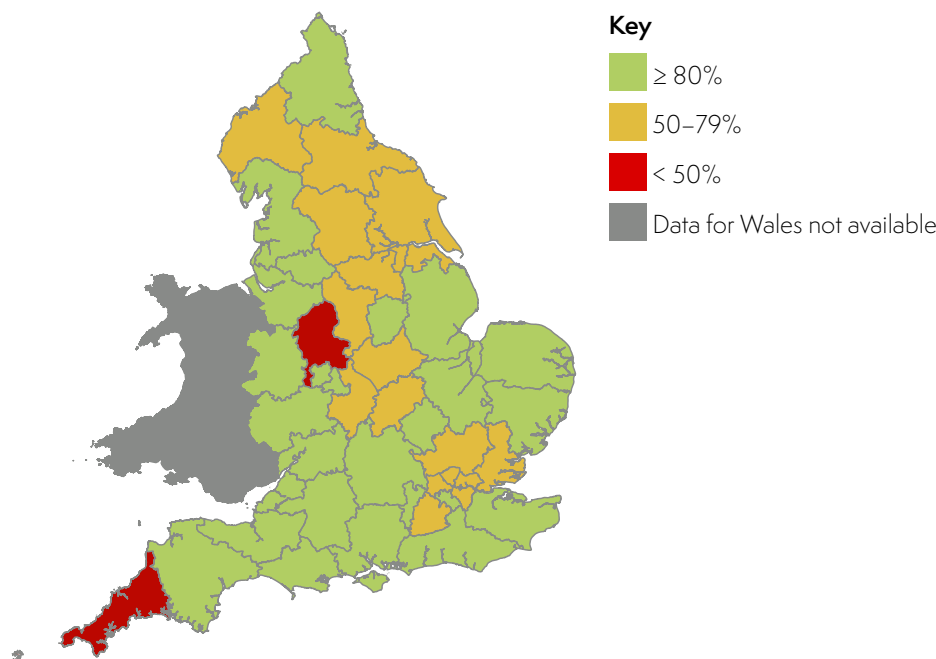 Key
≥ 80%
50–79%
< 50%
Data for Wales not available